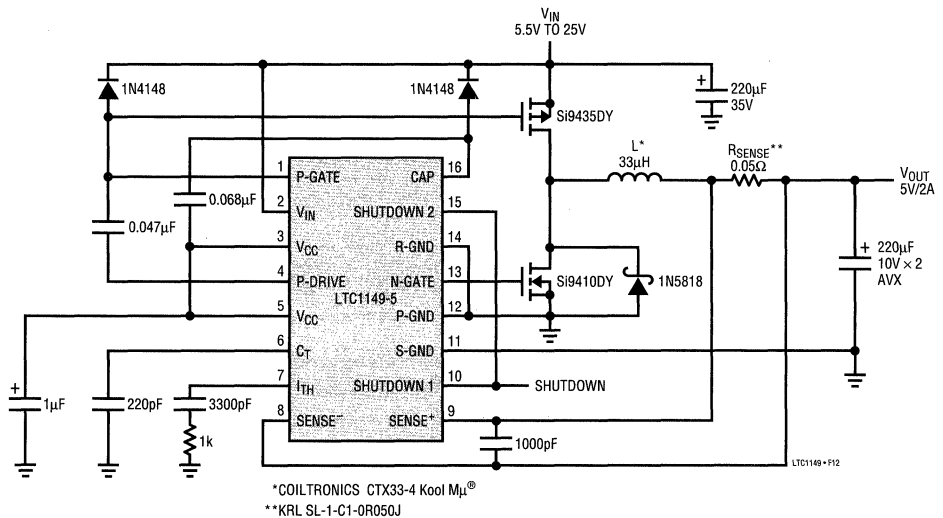 V_IN
5.5V TO 25V
1N4148
1N4148
Si9435DY
+
220µF
35V
L*
33µH
R_SENSE**
0.05Ω
V_OUT
5V/2A
1
P-GATE
CAP
16
0.068µF
2
V_IN
SHUTDOWN 2
15
0.047µF
3
V_CC
R-GND
14
4
P-DRIVE
N-GATE
13
Si9410DY
1N5818
+
220µF
10V × 2
AVX
LTC1149-5
5
V_CC
P-GND
12
6
C_T
S-GND
11
7
I_TH
SHUTDOWN 1
10
SHUTDOWN
8
SENSE⁻
SENSE⁺
9
+
1µF
220pF
3300pF
1k
1000pF
LTC1149 • F12
*COILTRONICS CTX33-4 Kool Mµ®
**KRL SL-1-C1-0R050J